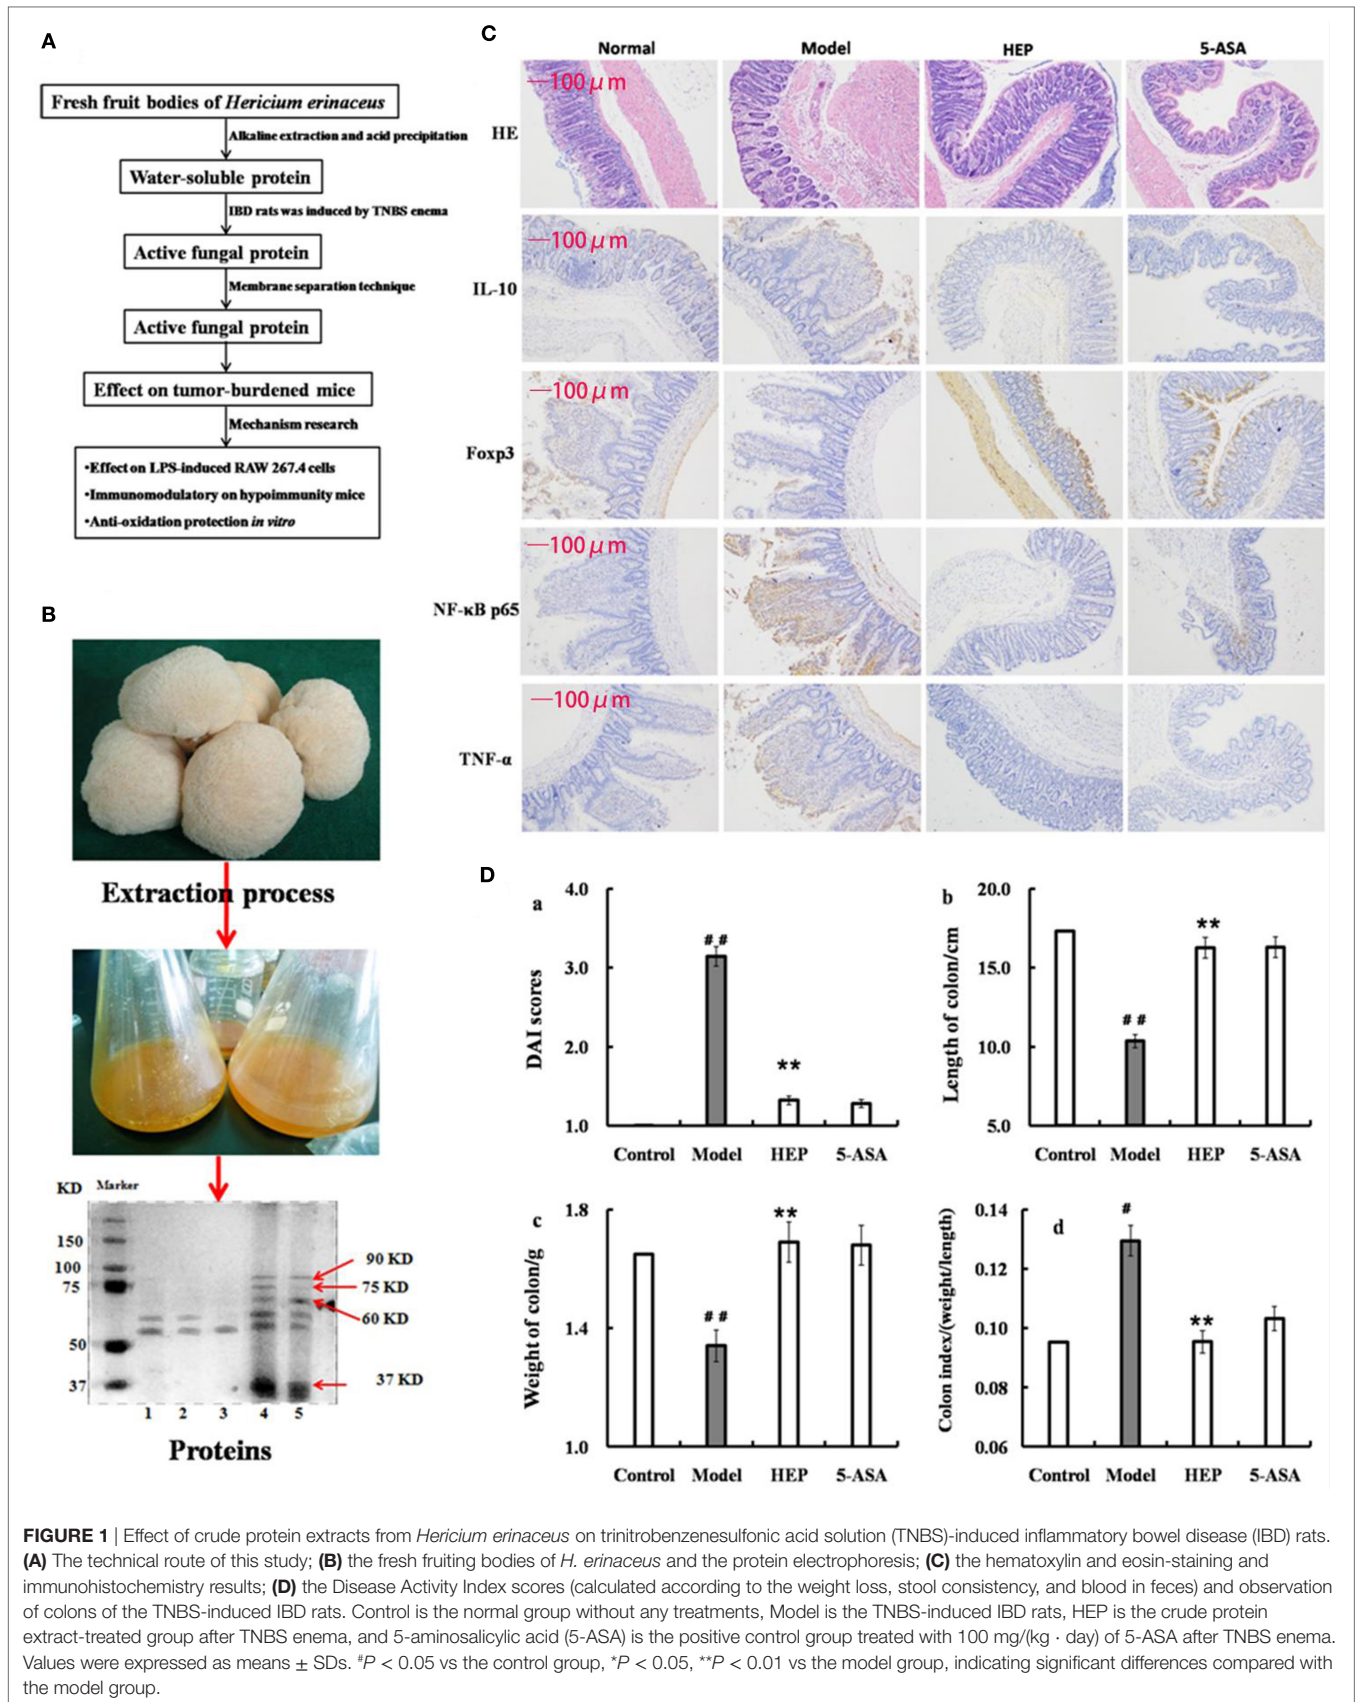 A
Fresh fruit bodies of Hericium erinaceus
Alkaline extraction and acid precipitation
Water-soluble protein
IBD rats was induced by TNBS enema
Active fungal protein
Membrane separation technique
Active fungal protein
Effect on tumor-burdened mice
Mechanism research
•Effect on LPS-induced RAW 267.4 cells
•Immunomodulatory on hypoimmunity mice
•Anti-oxidation protection in vitro
B
Extraction process
KD Marker
150
100
75
50
37
90 KD
75 KD
60 KD
37 KD
1 2 3 4 5
Proteins
C
Normal Model HEP 5-ASA
HE
100 μm
IL-10
100 μm
Foxp3
100 μm
NF-κB p65
100 μm
TNF-α
100 μm
D
a
DAI scores
4.0
3.0
2.0
1.0
##
**
Control Model HEP 5-ASA
b
Length of colon/cm
20.0
15.0
10.0
5.0
##
**
Control Model HEP 5-ASA
c
Weight of colon/g
1.8
1.4
1.0
##
**
Control Model HEP 5-ASA
d
Colon index/(weight/length)
0.14
0.12
0.10
0.08
0.06
#
**
Control Model HEP 5-ASA
FIGURE 1 | Effect of crude protein extracts from Hericium erinaceus on trinitrobenzenesulfonic acid solution (TNBS)-induced inflammatory bowel disease (IBD) rats.
(A) The technical route of this study; (B) the fresh fruiting bodies of H. erinaceus and the protein electrophoresis; (C) the hematoxylin and eosin-staining and
immunohistochemistry results; (D) the Disease Activity Index scores (calculated according to the weight loss, stool consistency, and blood in feces) and observation
of colons of the TNBS-induced IBD rats. Control is the normal group without any treatments, Model is the TNBS-induced IBD rats, HEP is the crude protein
extract-treated group after TNBS enema, and 5-aminosalicylic acid (5-ASA) is the positive control group treated with 100 mg/(kg · day) of 5-ASA after TNBS enema.
Values were expressed as means ± SDs. #P < 0.05 vs the control group, *P < 0.05, **P < 0.01 vs the model group, indicating significant differences compared with
the model group.